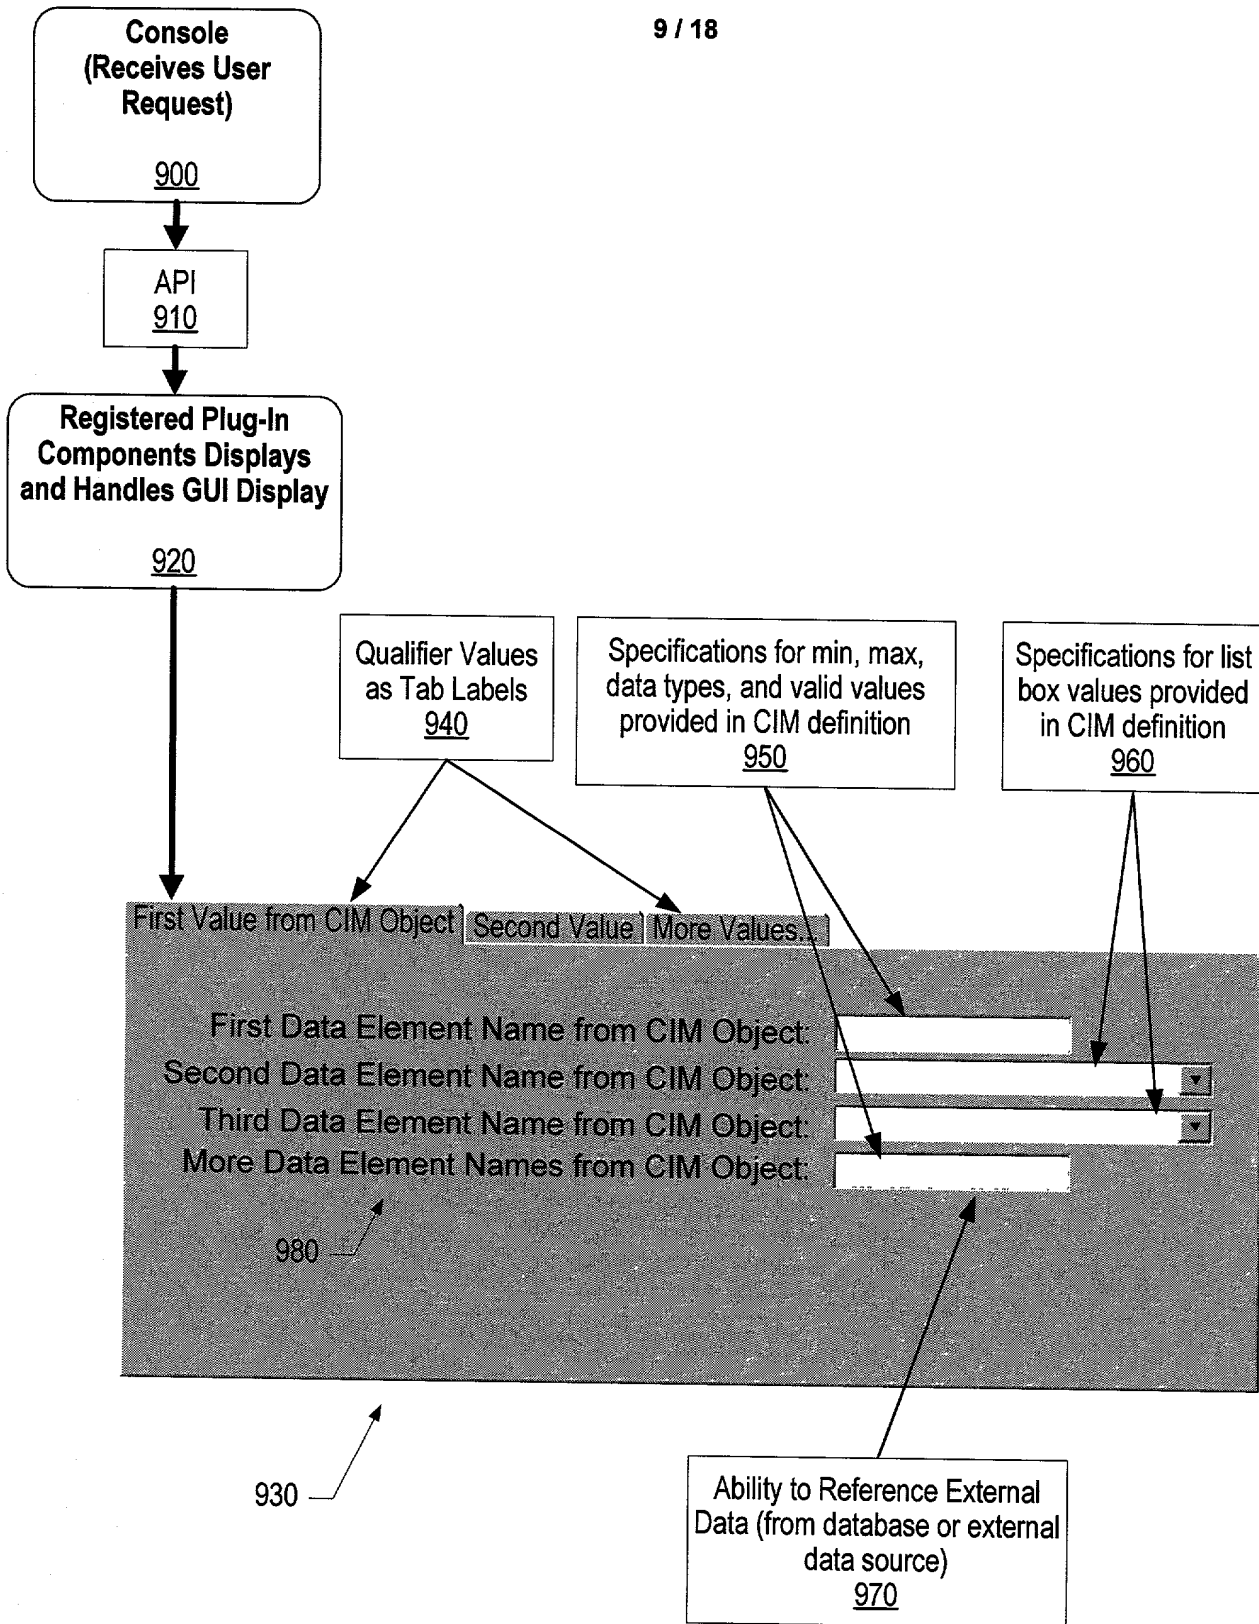 9 / 18
Console
(Receives User
Request)
900
API
910
Registered Plug-In
Components Displays
and Handles GUI Display
920
Qualifier Values
as Tab Labels
940
Specifications for min, max,
data types, and valid values
provided in CIM definition
950
Specifications for list
box values provided
in CIM definition
960
First Value from CIM Object
Second Value
More Values...
First Data Element Name from CIM Object:
Second Data Element Name from CIM Object:
Third Data Element Name from CIM Object:
More Data Element Names from CIM Object:
980
930
Ability to Reference External
Data (from database or external
data source)
970